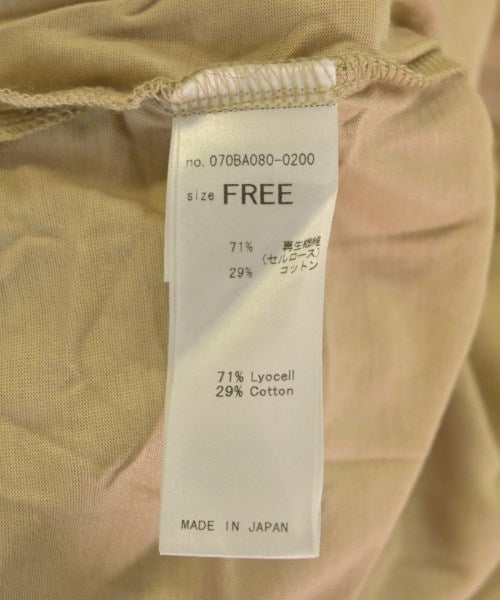 no. 070BA080-0200
size FREE
71% 再生繊維
(セルロース)
29% コットン
71% Lyocell
29% Cotton
MADE IN JAPAN